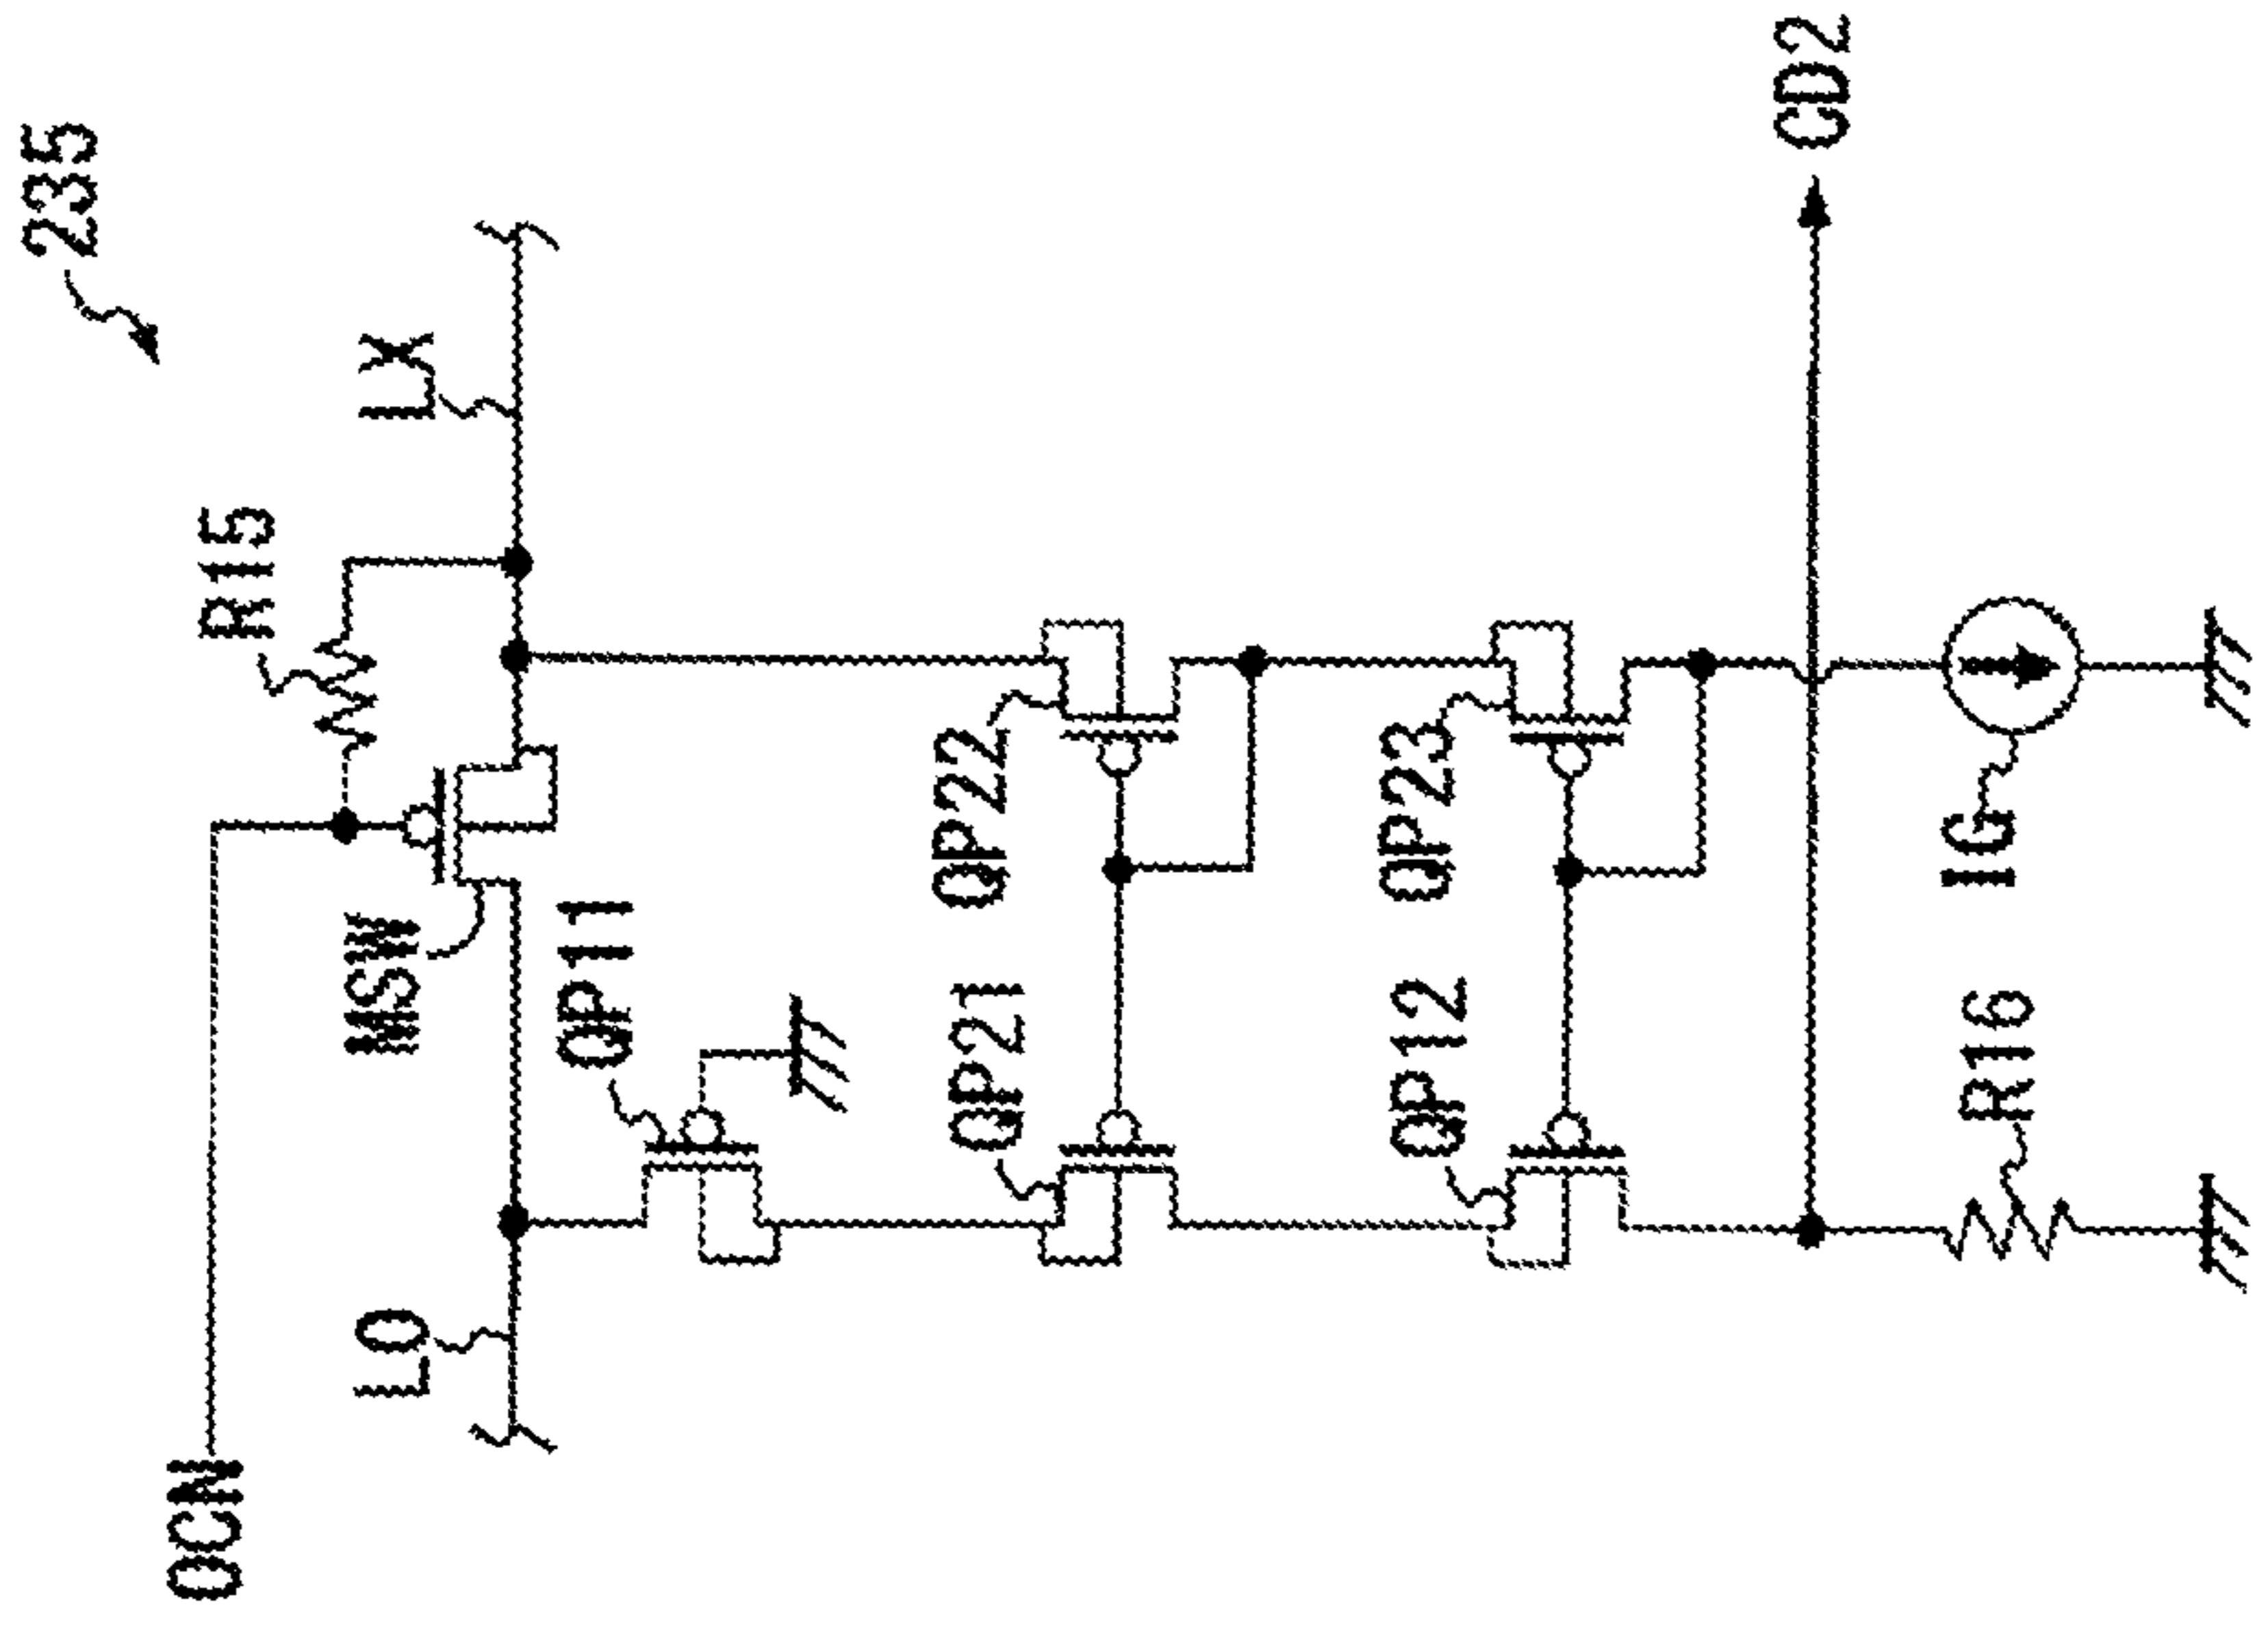 235
OCN
R15
LO
MSW
LX
QP11
QP21
QP22
QP12
QP23
R16
IG
CD2